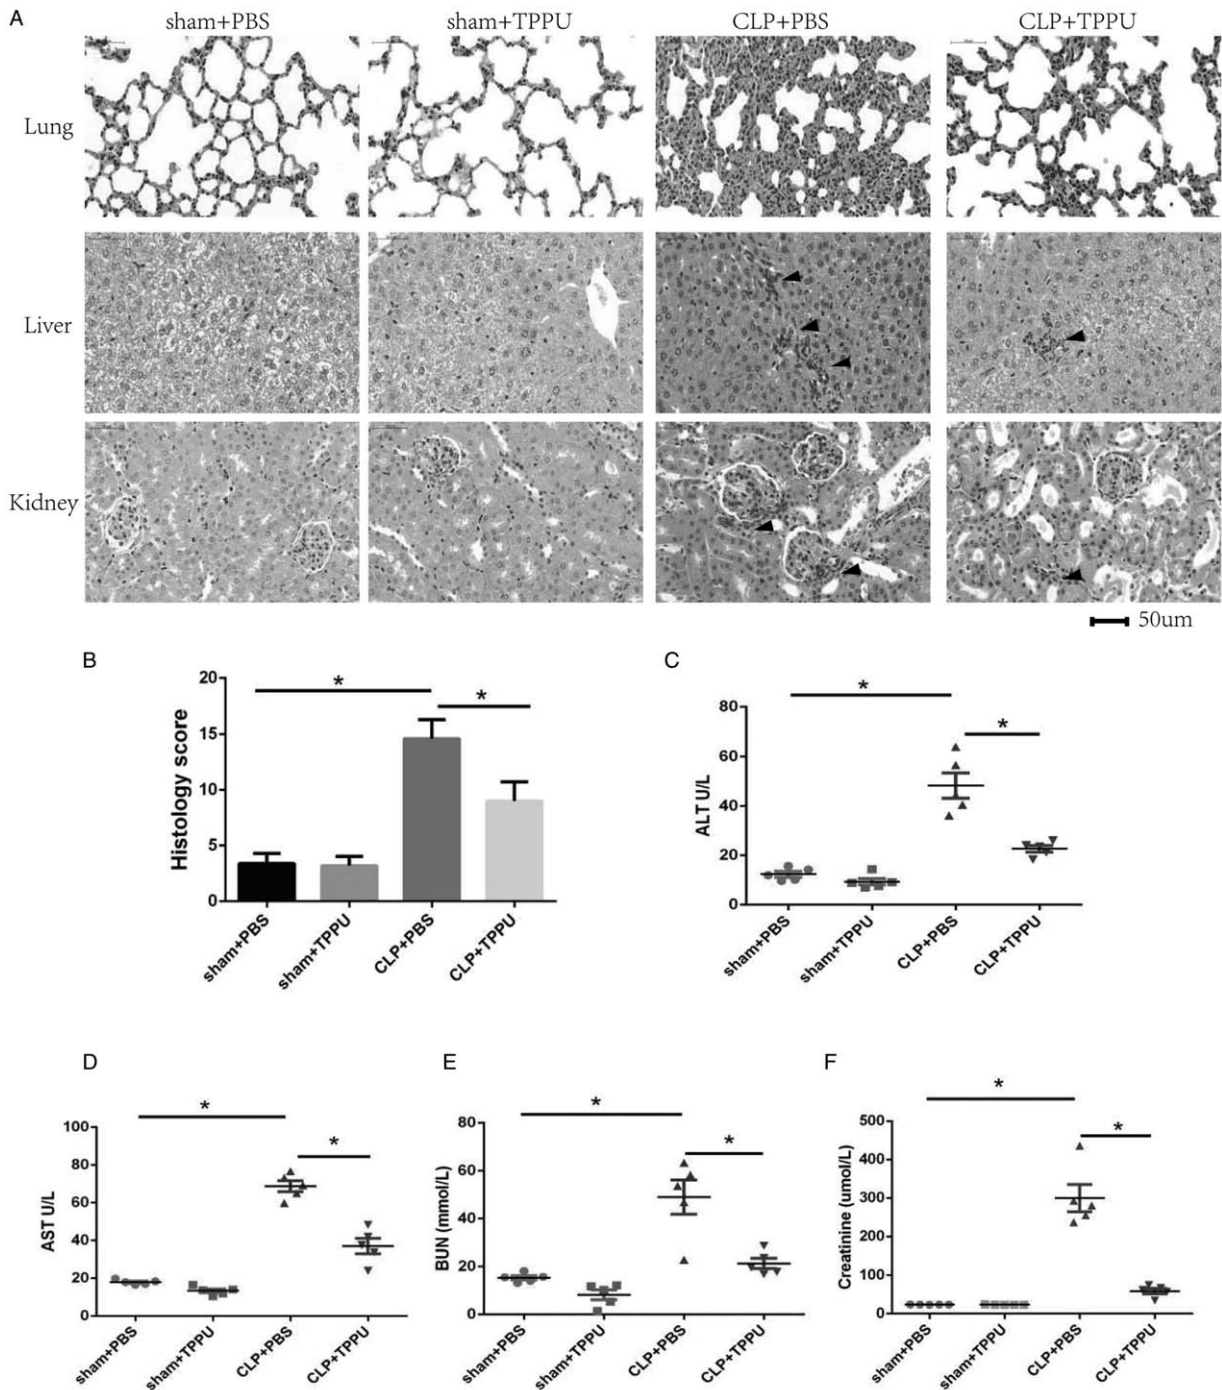 A
sham+PBS
sham+TPPU
CLP+PBS
CLP+TPPU
Lung
Liver
Kidney
50um
B
Histology score
20
15
10
5
0
*
*
sham+PBS
sham+TPPU
CLP+PBS
CLP+TPPU
C
ALT U/L
80
60
40
20
0
*
*
sham+PBS
sham+TPPU
CLP+PBS
CLP+TPPU
D
AST U/L
100
80
60
40
20
0
*
*
sham+PBS
sham+TPPU
CLP+PBS
CLP+TPPU
E
BUN (mmol/L)
80
60
40
20
0
*
*
sham+PBS
sham+TPPU
CLP+PBS
CLP+TPPU
F
Creatinine (umol/L)
500
400
300
200
100
0
*
*
sham+PBS
sham+TPPU
CLP+PBS
CLP+TPPU